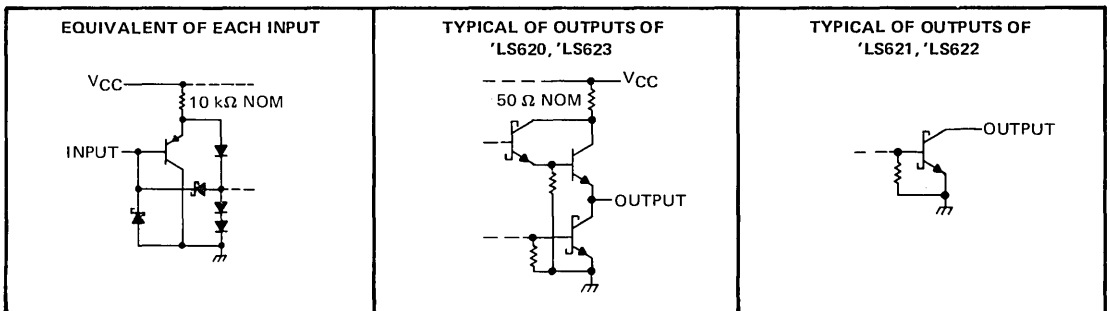 EQUIVALENT OF EACH INPUT
VCC
10 kΩ NOM
INPUT
TYPICAL OF OUTPUTS OF
'LS620, 'LS623
VCC
50 Ω NOM
OUTPUT
TYPICAL OF OUTPUTS OF
'LS621, 'LS622
OUTPUT